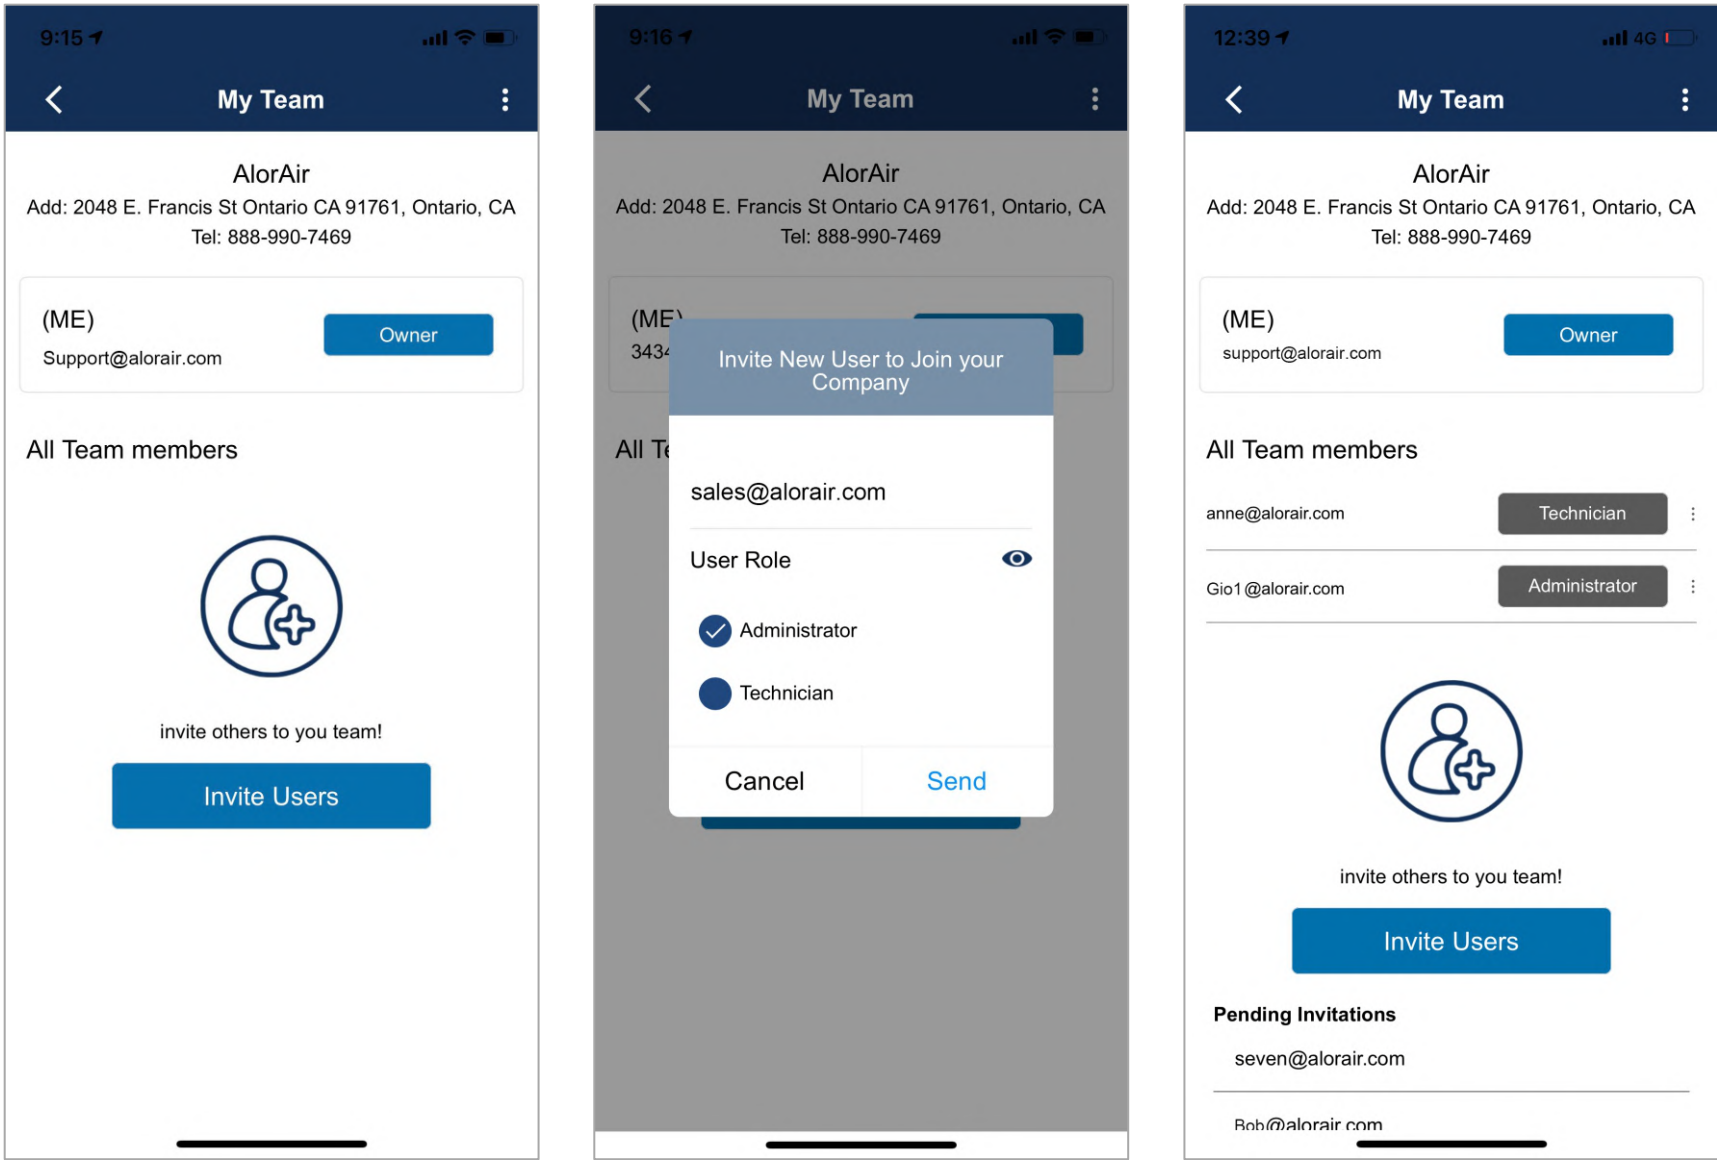 9:15
My Team
AlorAir
Add: 2048 E. Francis St Ontario CA 91761, Ontario, CA
Tel: 888-990-7469
(ME)
Support@alorair.com
Owner
All Team members
invite others to you team!
Invite Users
9:16
My Team
AlorAir
Add: 2048 E. Francis St Ontario CA 91761, Ontario, CA
Tel: 888-990-7469
(ME)
3434
All Te
Invite New User to Join your
Company
sales@alorair.com
User Role
Administrator
Technician
Cancel
Send
12:39
4G
My Team
AlorAir
Add: 2048 E. Francis St Ontario CA 91761, Ontario, CA
Tel: 888-990-7469
(ME)
support@alorair.com
Owner
All Team members
anne@alorair.com
Technician
Gio1@alorair.com
Administrator
invite others to you team!
Invite Users
Pending Invitations
seven@alorair.com
Bob@alorair.com